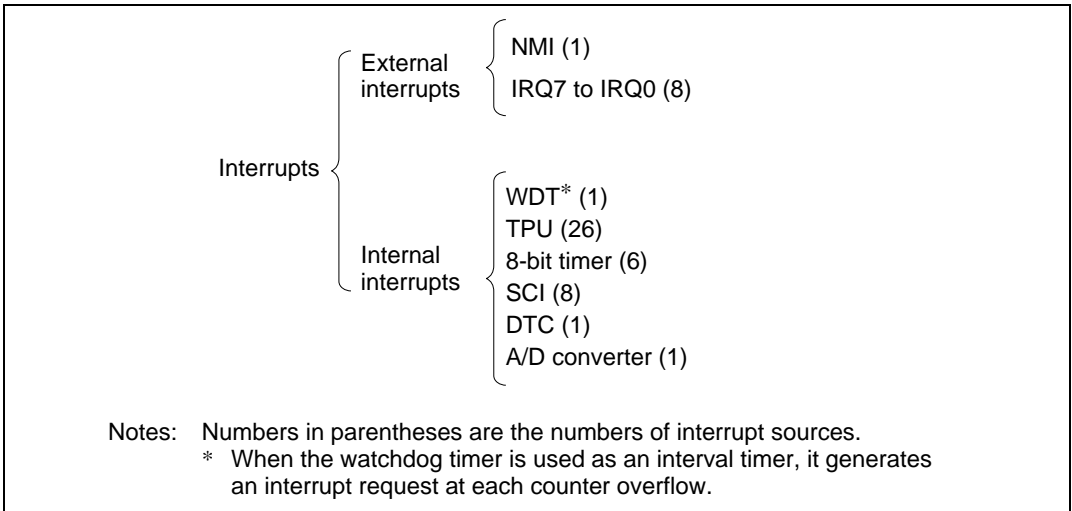 Interrupts
External
interrupts
NMI (1)
IRQ7 to IRQ0 (8)
Internal
interrupts
WDT* (1)
TPU (26)
8-bit timer (6)
SCI (8)
DTC (1)
A/D converter (1)
Notes: Numbers in parentheses are the numbers of interrupt sources.
* When the watchdog timer is used as an interval timer, it generates
an interrupt request at each counter overflow.